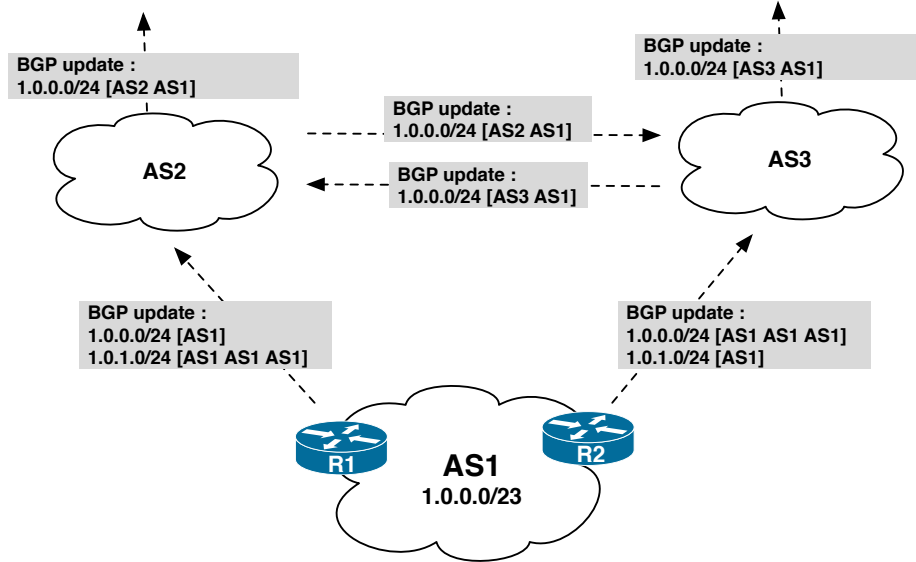 BGP update :
1.0.0.0/24 [AS2 AS1]
BGP update :
1.0.0.0/24 [AS3 AS1]
BGP update :
1.0.0.0/24 [AS2 AS1]
AS2
AS3
BGP update :
1.0.0.0/24 [AS3 AS1]
BGP update :
1.0.0.0/24 [AS1]
1.0.1.0/24 [AS1 AS1 AS1]
BGP update :
1.0.0.0/24 [AS1 AS1 AS1]
1.0.1.0/24 [AS1]
R1
R2
AS1
1.0.0.0/23